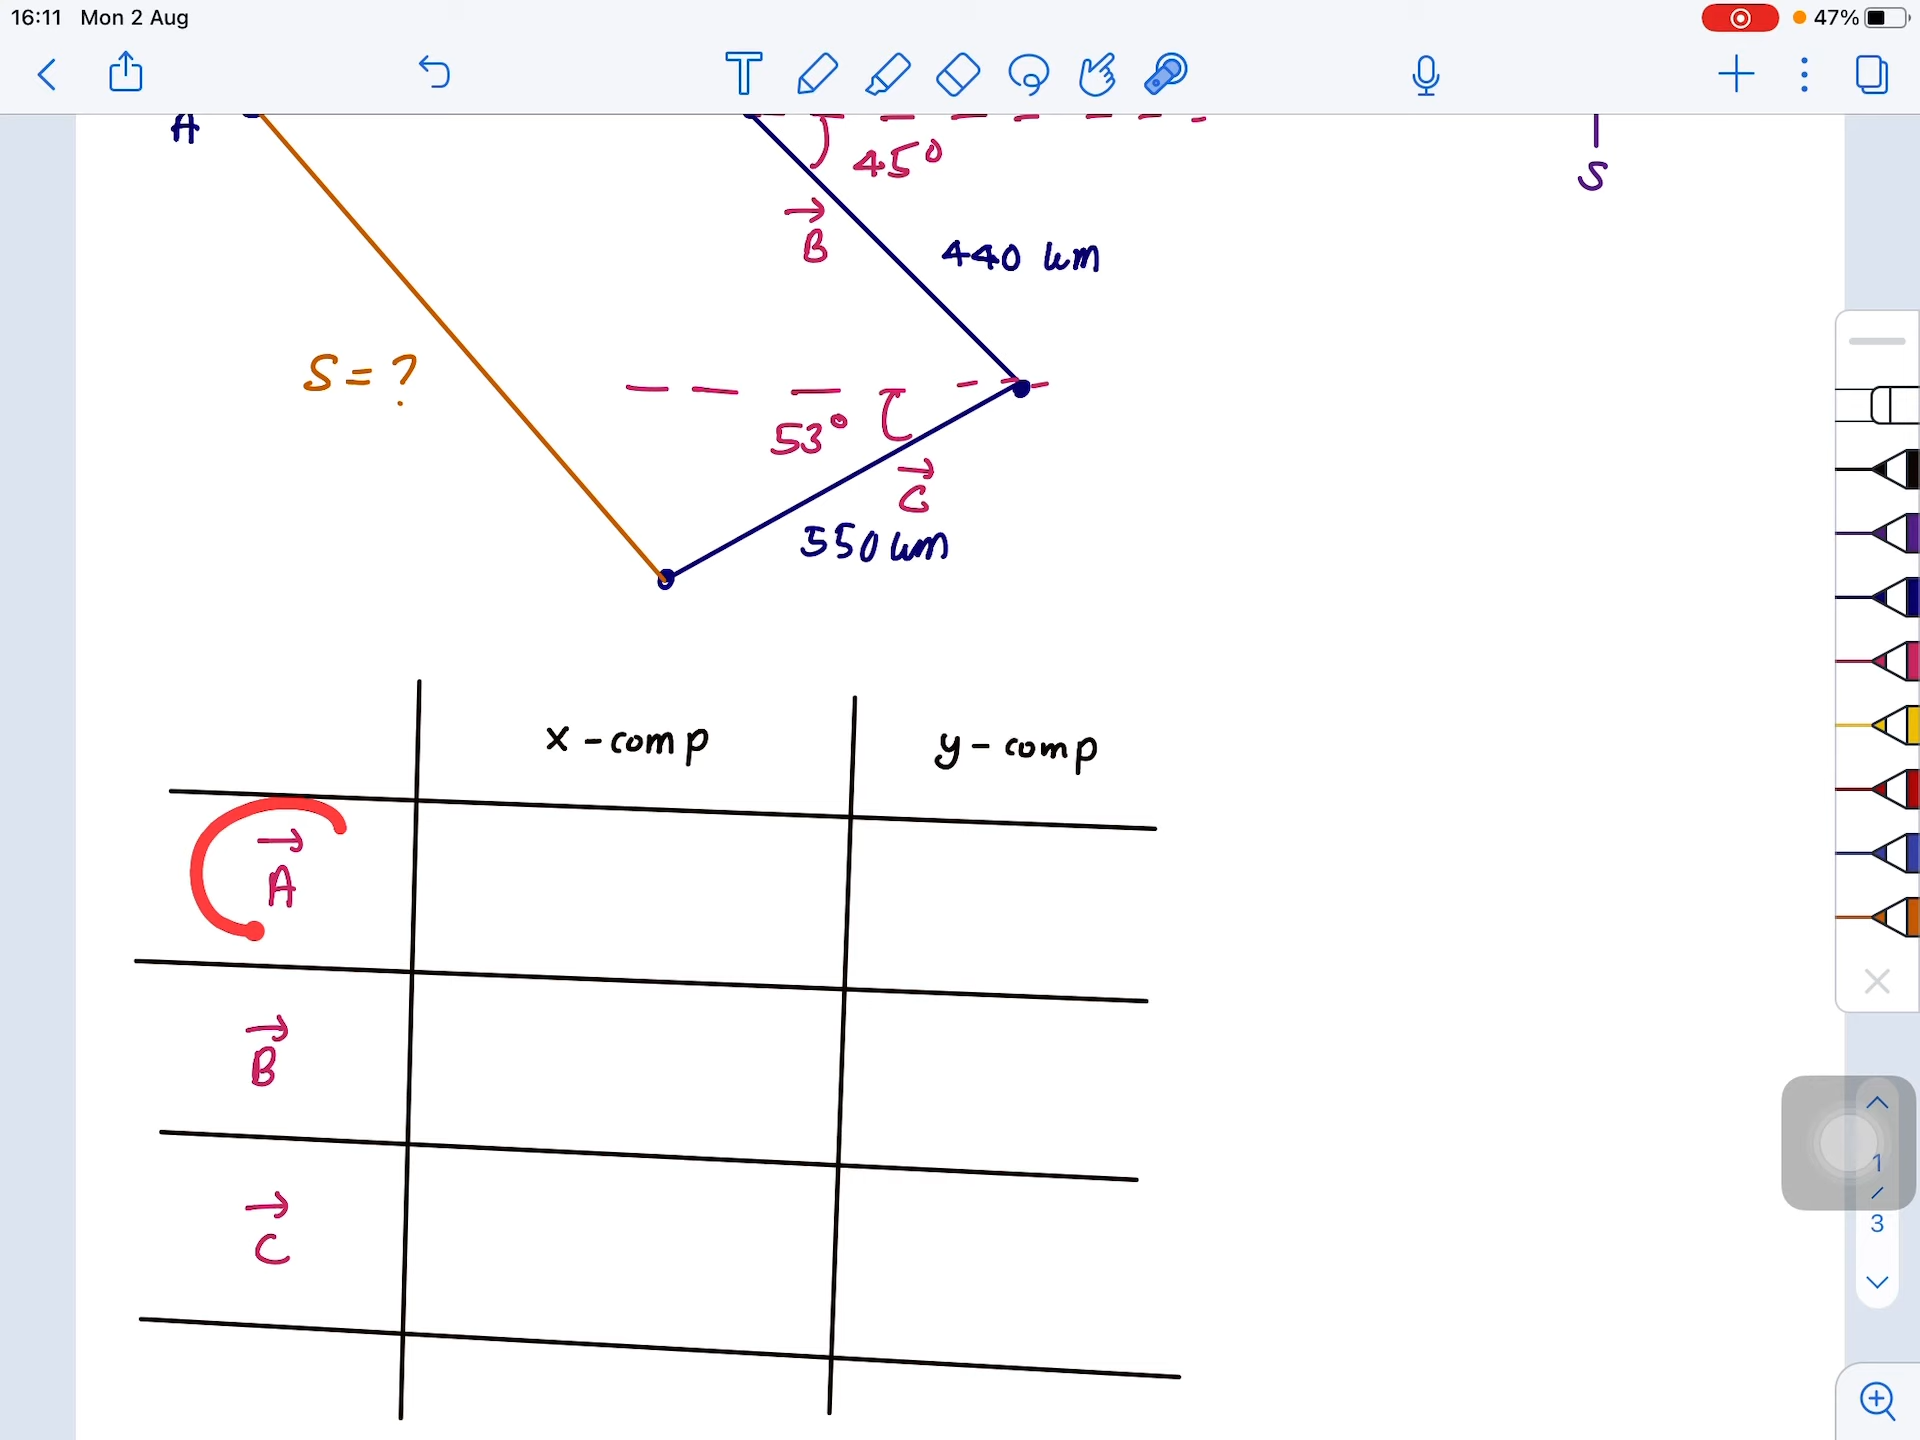 16:11 Mon 2 Aug
47%
A
45°
S
B
440 km
S = ?
53°
C
550 km
x - comp
y - comp
A
B
C
1
/
3